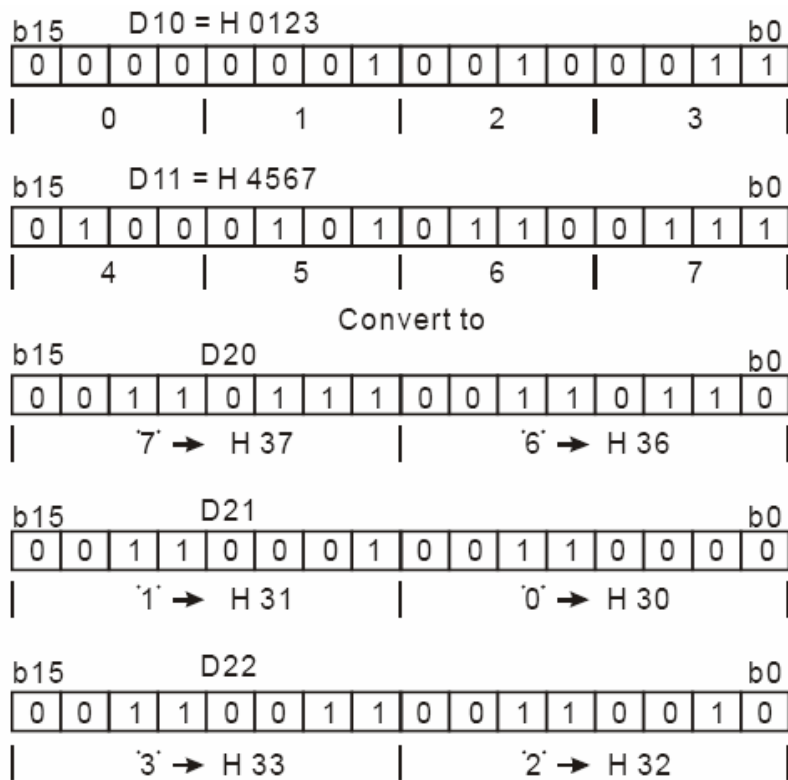 b15 D10 = H 0123 b0
0 0 0 0 0 0 0 1 0 0 1 0 0 0 1 1
0 1 2 3
b15 D11 = H 4567 b0
0 1 0 0 0 1 0 1 0 1 1 0 0 1 1 1
4 5 6 7
Convert to
b15 D20 b0
0 0 1 1 0 1 1 1 0 0 1 1 0 1 1 0
"7" → H 37 "6" → H 36
b15 D21 b0
0 0 1 1 0 0 0 1 0 0 1 1 0 0 0 0
"1" → H 31 "0" → H 30
b15 D22 b0
0 0 1 1 0 0 1 1 0 0 1 1 0 0 1 0
"3" → H 33 "2" → H 32